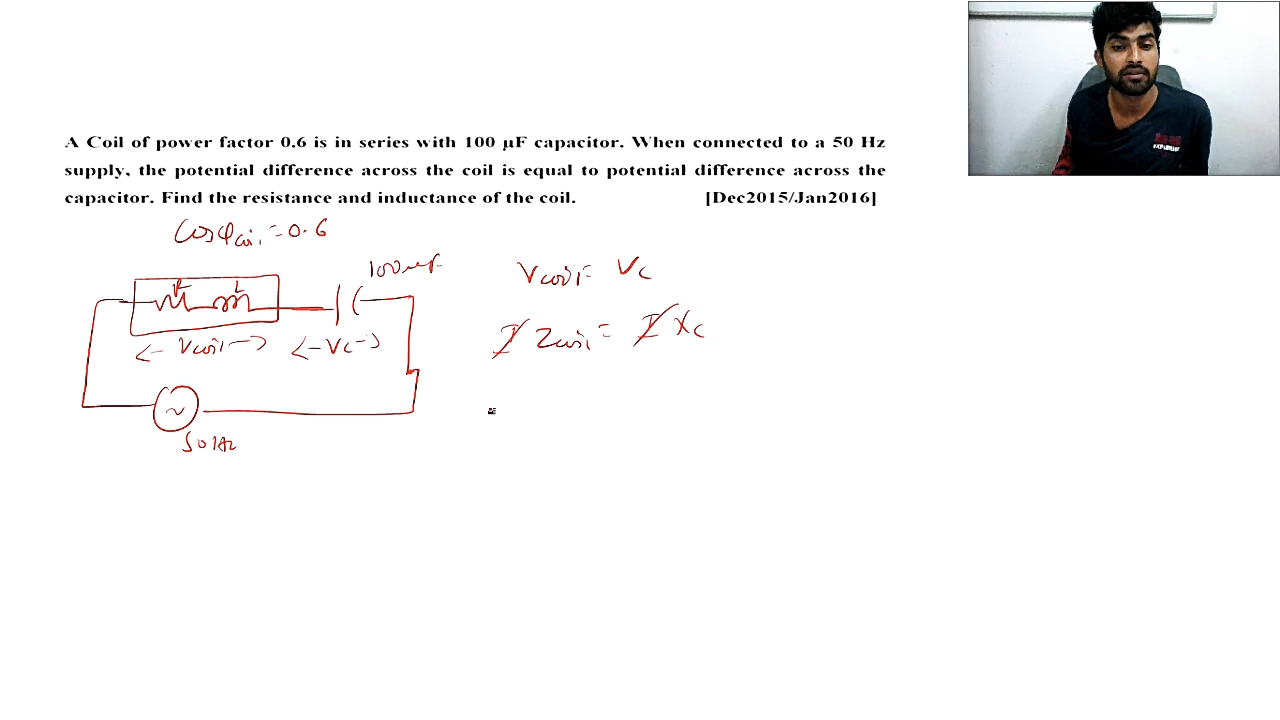 A Coil of power factor 0.6 is in series with 100 µF capacitor. When connected to a 50 Hz
supply, the potential difference across the coil is equal to potential difference across the
capacitor. Find the resistance and inductance of the coil. [Dec2015/Jan2016]
cosφcoil = 0.6
100µF
R L
Vcoil = Vc
<- Vcoil -> <- Vc ->
I Zcoil = I Xc
~
50Hz